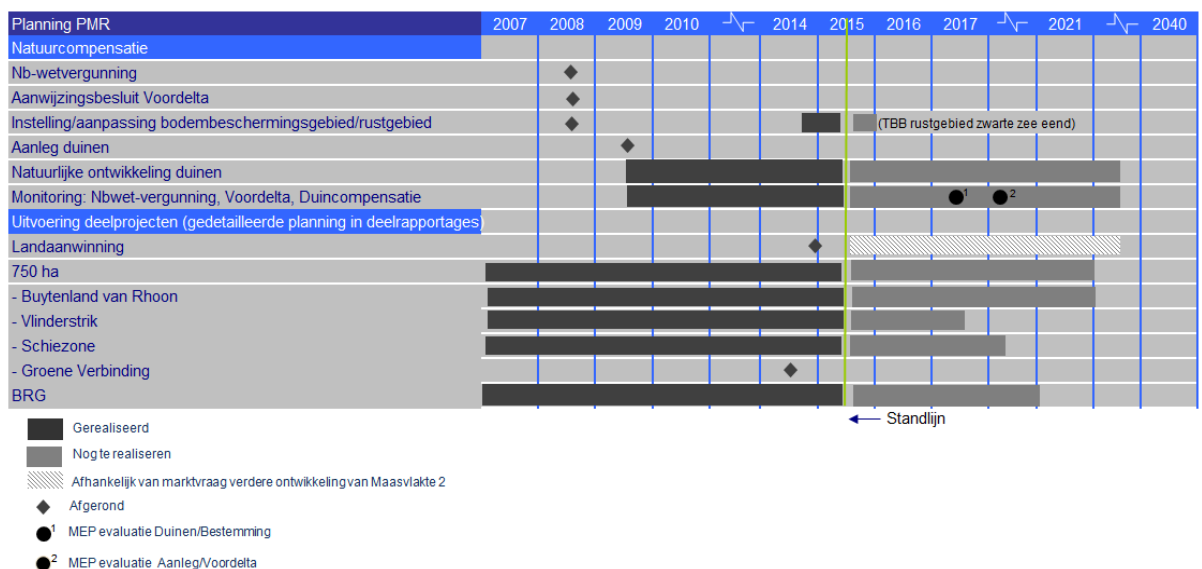 Planning PMR 2007 2008 2009 2010 2014 2015 2016 2017 2021 2040
Natuurcompensatie
Nb-wetvergunning
Aanwijzingsbesluit Voordelta
Instelling/aanpassing bodembeschermingsgebied/rustgebied (TBB rustgebied zwarte zee eend)
Aanleg duinen
Natuurlijke ontwikkeling duinen
Monitoring: Nbwet-vergunning, Voordelta, Duincompensatie 1 2
Uitvoering deelprojecten (gedetailleerde planning in deelrapportages)
Landaanwinning
750 ha
- Buytenland van Rhoon
- Vlinderstrik
- Schiezone
- Groene Verbinding
BRG
Standlijn
Gerealiseerd
Nog te realiseren
Afhankelijk van marktvraag verdere ontwikkeling van Maasvlakte 2
Afgerond
1 MEP evaluatie Duinen/Bestemming
2 MEP evaluatie Aanleg/Voordelta